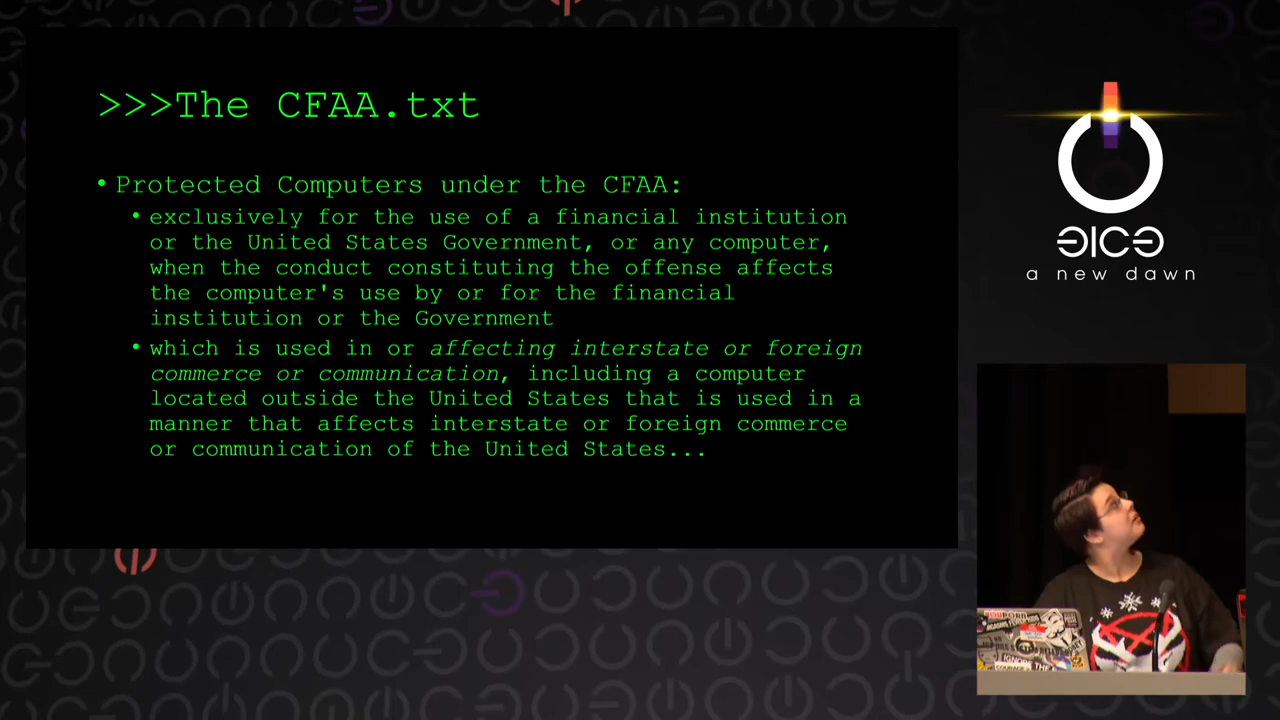 >>>The CFAA.txt
• Protected Computers under the CFAA:
• exclusively for the use of a financial institution
or the United States Government, or any computer,
when the conduct constituting the offense affects
the computer's use by or for the financial
institution or the Government
• which is used in or affecting interstate or foreign
commerce or communication, including a computer
located outside the United States that is used in a
manner that affects interstate or foreign commerce
or communication of the United States...
a new dawn
IGNORE THE